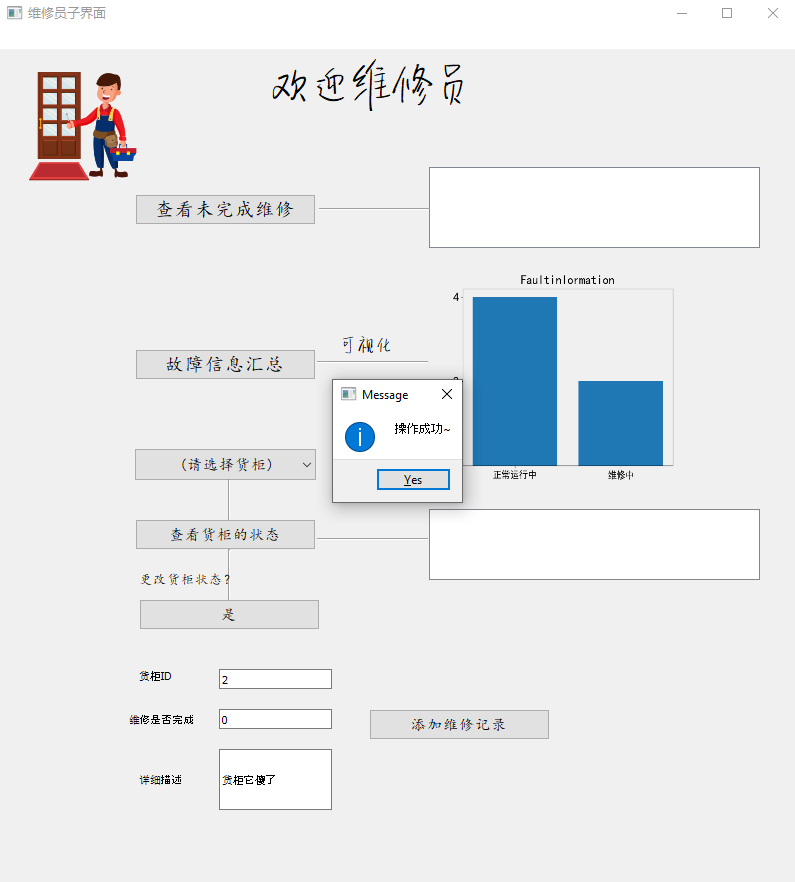 维修员子界面
欢迎维修员
查看未完成维修
Faultinlormation
4
故障信息汇总
可视化
Message
操作成功~
Yes
正常运行中
维修中
(请选择货柜)
查看货柜的状态
更改货柜状态?
是
货柜ID
2
维修是否完成
0
添加维修记录
详细描述
货柜它傻了